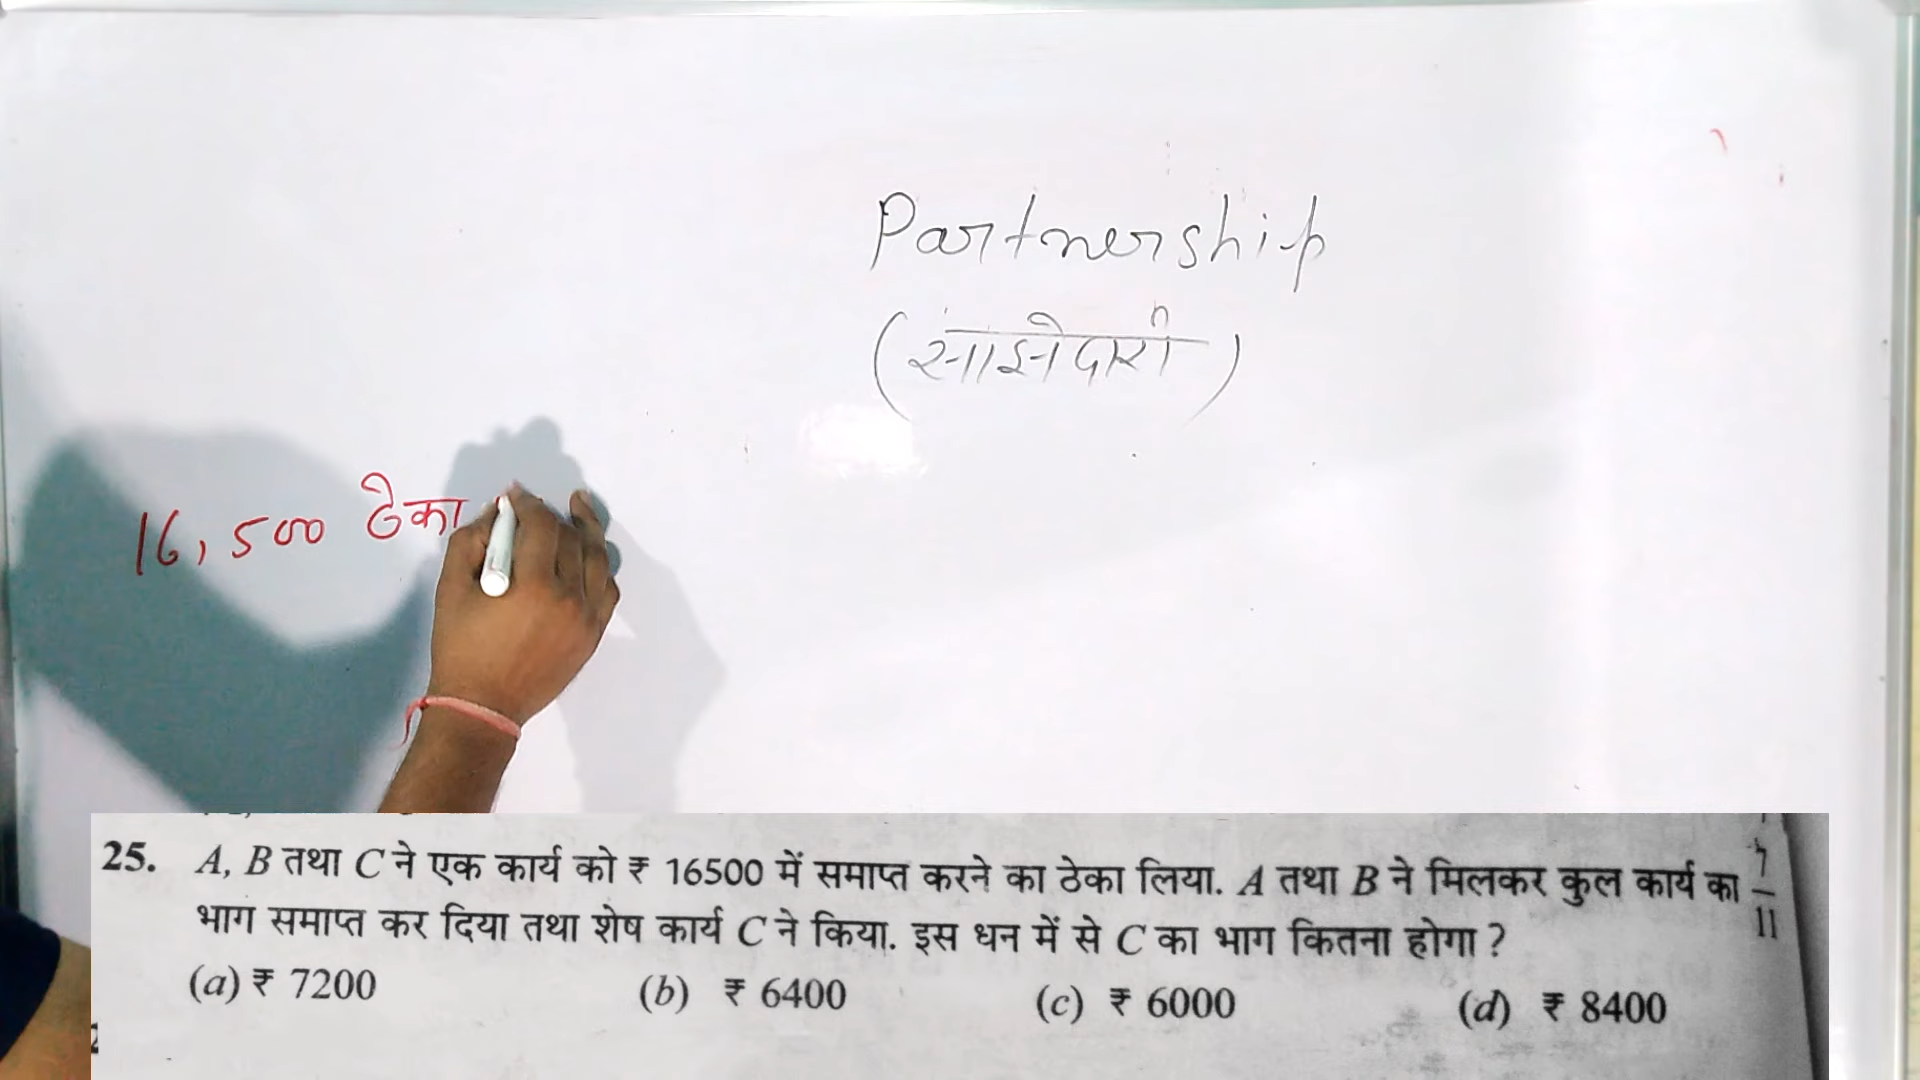 Partnership
(सांझेदारी)
16,500 ठेका
25. A, B तथा C ने एक कार्य को ₹ 16500 में समाप्त करने का ठेका लिया. A तथा B ने मिलकर कुल कार्य का 7/11
भाग समाप्त कर दिया तथा शेष कार्य C ने किया. इस धन में से C का भाग कितना होगा ?
(a) ₹ 7200 (b) ₹ 6400 (c) ₹ 6000 (d) ₹ 8400